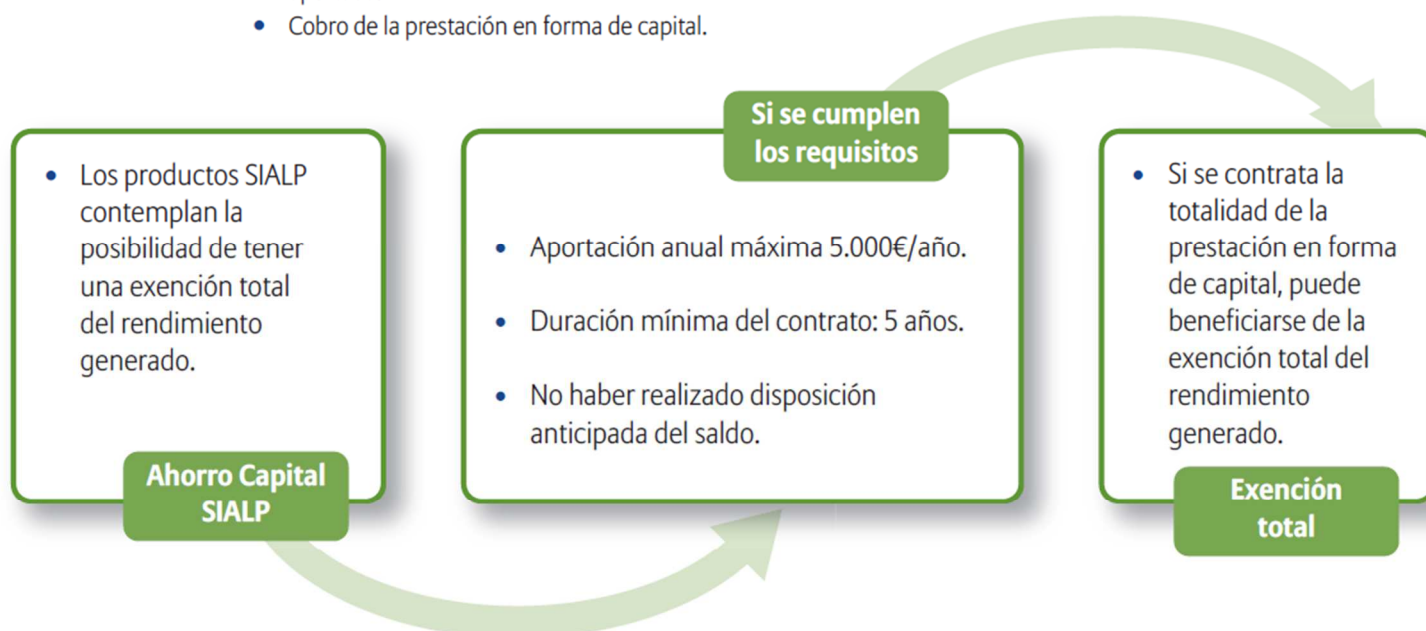 • Cobro de la prestación en forma de capital.
• Los productos SIALP
contemplan la
posibilidad de tener
una exención total
del rendimiento
generado.
Ahorro Capital
SIALP
Si se cumplen
los requisitos
• Aportación anual máxima 5.000€/año.
• Duración mínima del contrato: 5 años.
• No haber realizado disposición
anticipada del saldo.
• Si se contrata la
totalidad de la
prestación en forma
de capital, puede
beneficiarse de la
exención total del
rendimiento
generado.
Exención
total